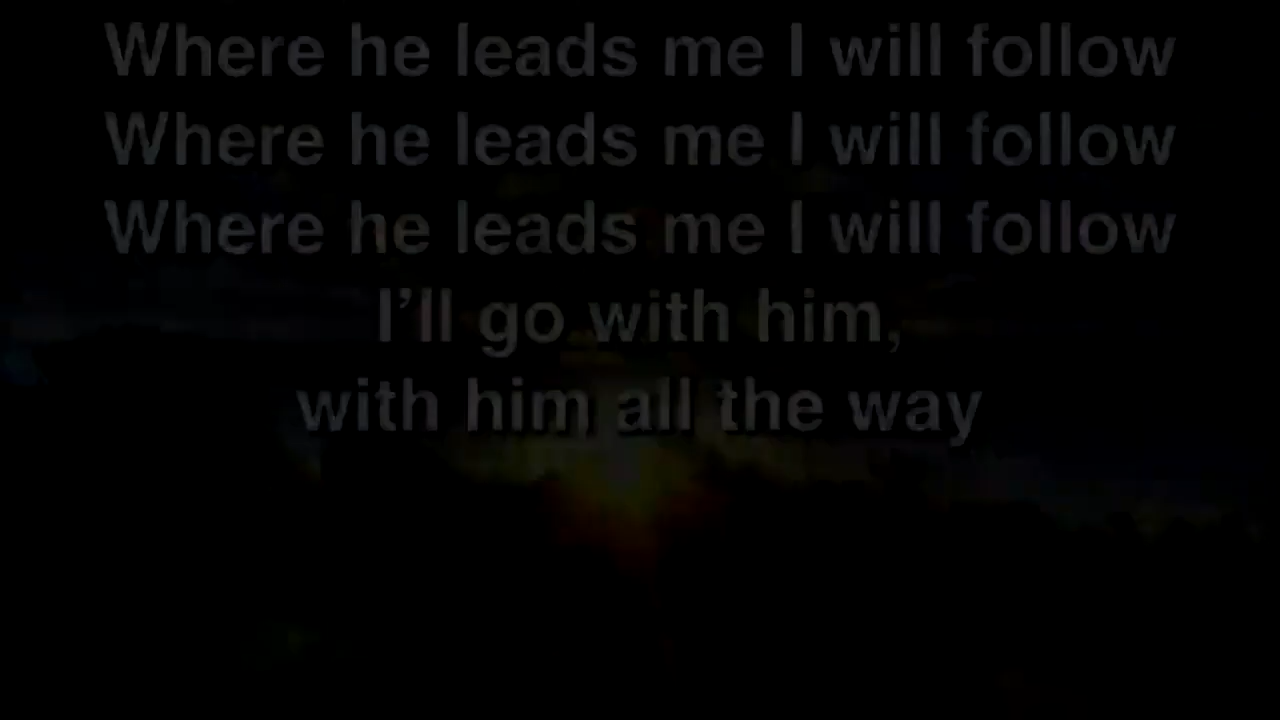 Where he leads me I will follow
Where he leads me I will follow
Where he leads me I will follow
I’ll go with him,
with him all the way